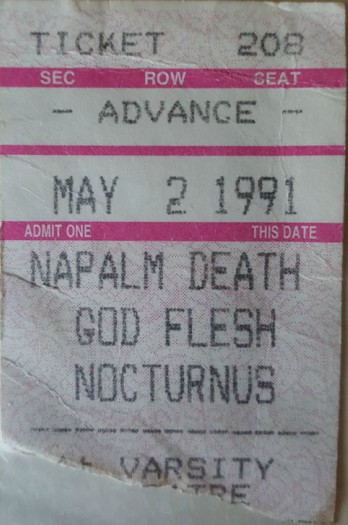 TICKET 208
SEC ROW SEAT
- ADVANCE -
MAY 2 1991
ADMIT ONE THIS DATE
NAPALM DEATH
GOD FLESH
NOCTURNUS
At VARSITY